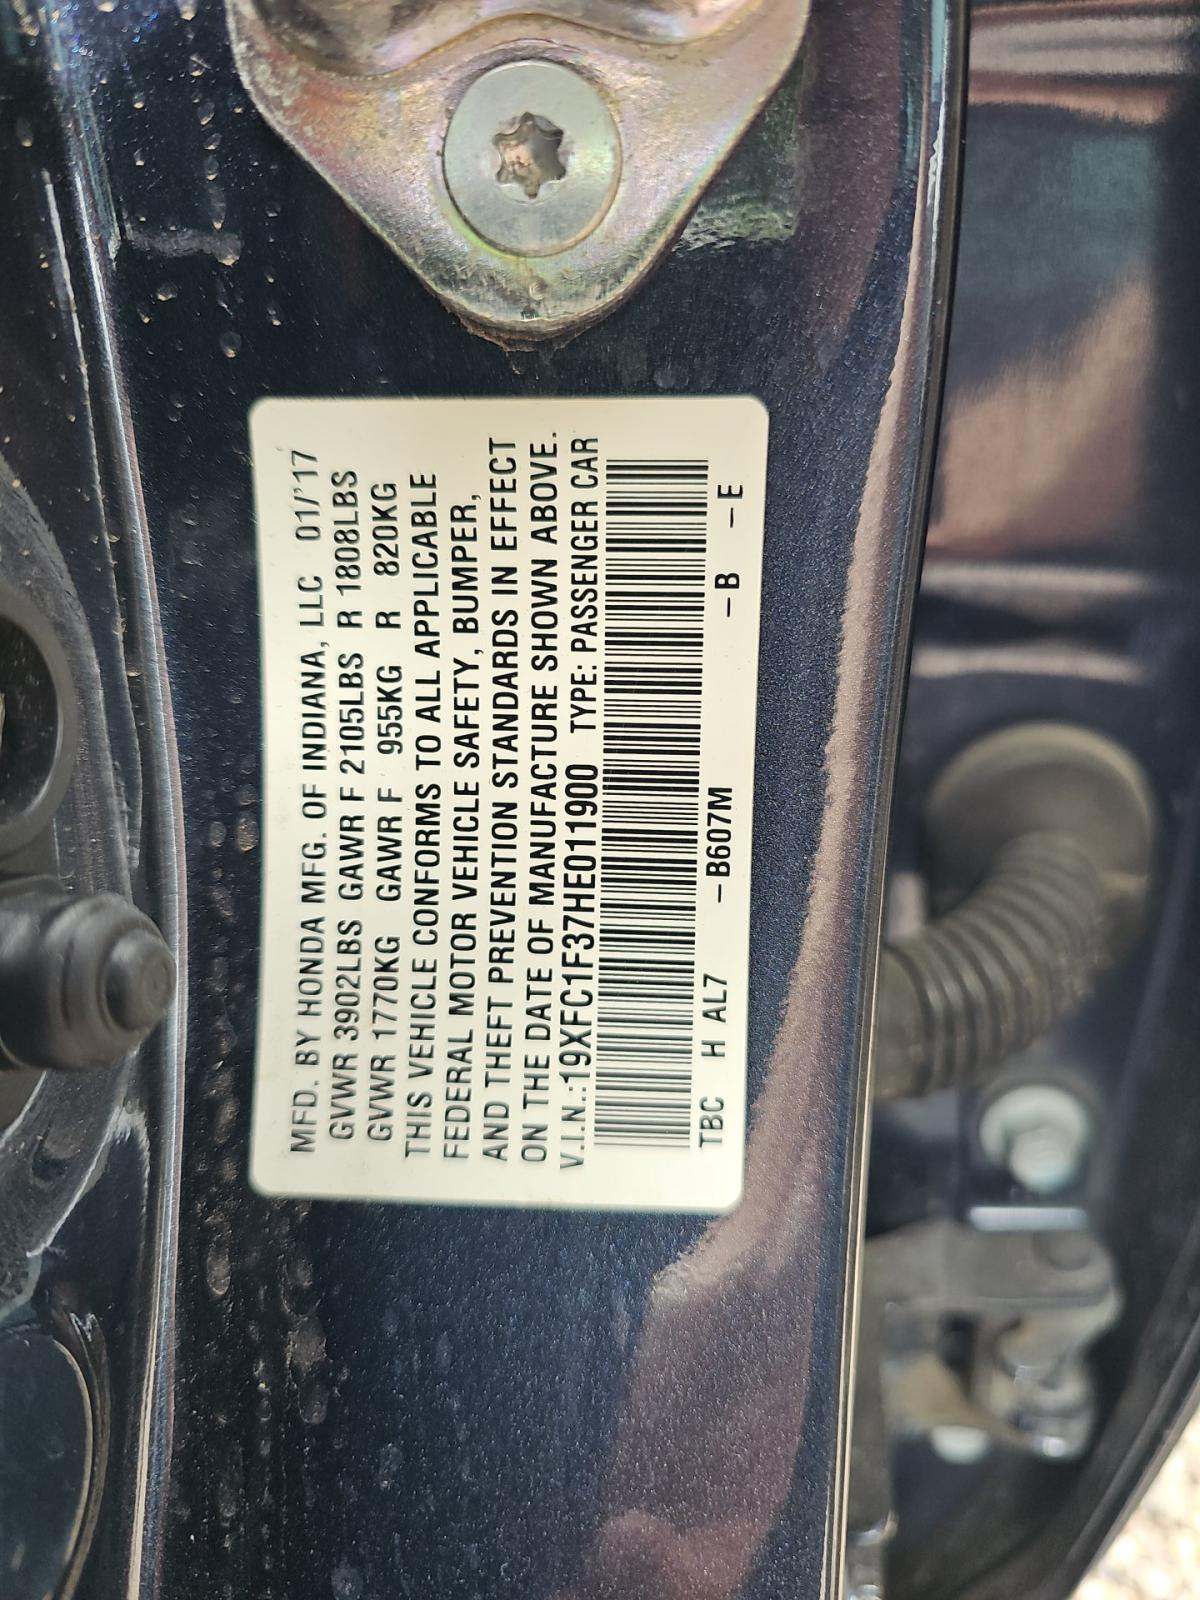 MFD. BY HONDA MFG. OF INDIANA, LLC 01/'17
GVWR 3902LBS GAWR F 2105LBS R 1808LBS
GVWR 1770KG GAWR F 955KG R 820KG
THIS VEHICLE CONFORMS TO ALL APPLICABLE
FEDERAL MOTOR VEHICLE SAFETY, BUMPER,
AND THEFT PREVENTION STANDARDS IN EFFECT
ON THE DATE OF MANUFACTURE SHOWN ABOVE.
V.I.N.:19XFC1F37HE011900 TYPE: PASSENGER CAR
TBC H AL7 –B607M –B –E